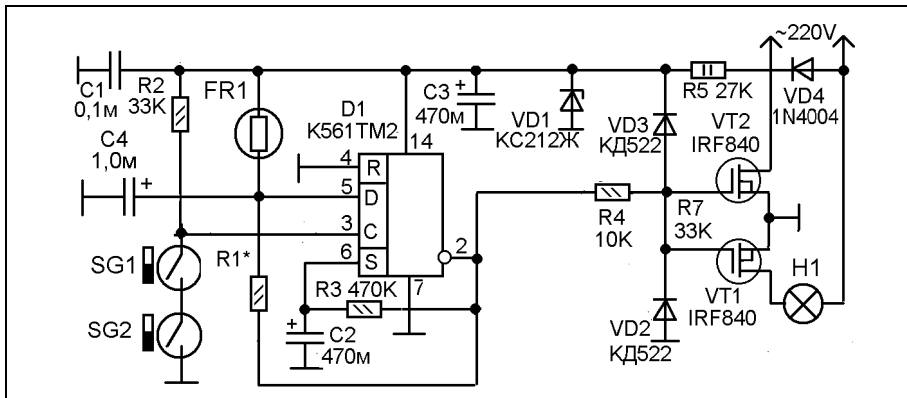 ~220V
C1
0,1м
R2
33K
FR1
D1
К561ТМ2
14
C3
470м
VD1
КС212Ж
R5 27K
VD4
1N4004
VD3
КД522
VT2
IRF840
C4
1,0м
4
R
5
D
3
C
6
S
2
7
R4
10K
R7
33K
SG1
R1*
R3 470K
SG2
C2
470м
VD2
КД522
VT1
IRF840
H1